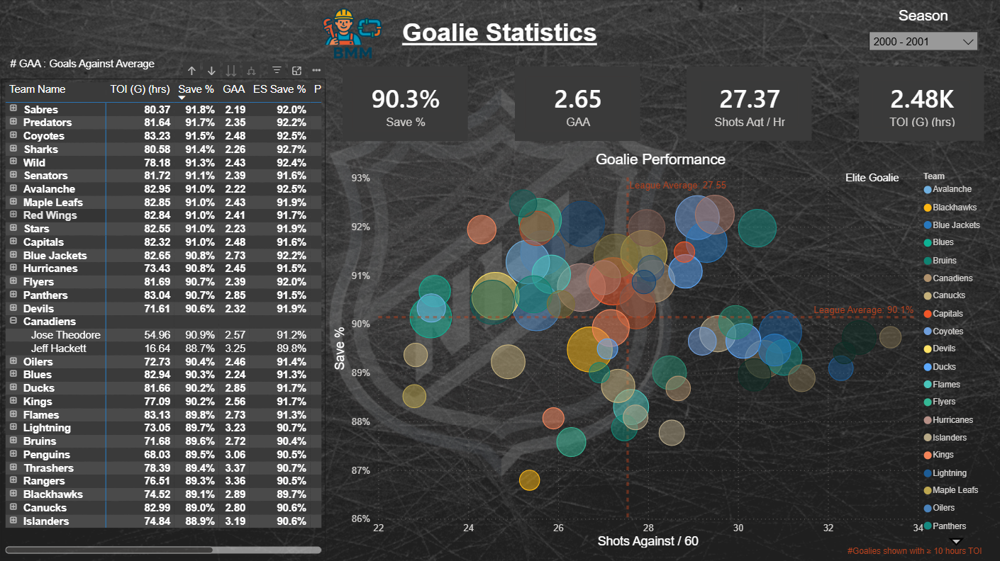 Goalie Statistics
BMM
Season
2000 - 2001
# GAA : Goals Against Average
Team Name TOI (G) (hrs) Save % GAA ES Save % P
Sabres 80.37 91.8% 2.19 92.0%
Predators 81.64 91.7% 2.35 92.2%
Coyotes 83.23 91.5% 2.48 92.5%
Sharks 80.58 91.4% 2.26 92.7%
Wild 78.18 91.3% 2.43 92.4%
Senators 81.72 91.1% 2.39 91.6%
Avalanche 82.95 91.0% 2.22 92.5%
Maple Leafs 82.85 91.0% 2.43 91.9%
Red Wings 82.84 91.0% 2.41 91.7%
Stars 82.55 91.0% 2.23 91.9%
Capitals 82.32 91.0% 2.48 91.6%
Blue Jackets 82.65 90.8% 2.73 92.2%
Hurricanes 73.43 90.8% 2.45 91.5%
Flyers 81.69 90.7% 2.39 92.0%
Panthers 83.04 90.7% 2.85 91.5%
Devils 71.61 90.6% 2.32 91.9%
Canadiens
Jose Theodore 54.96 90.9% 2.57 91.2%
Jeff Hackett 16.64 88.7% 3.25 89.8%
Oilers 72.73 90.4% 2.46 91.4%
Blues 82.94 90.3% 2.24 91.3%
Ducks 81.66 90.2% 2.85 91.7%
Kings 77.09 90.2% 2.56 91.7%
Flames 83.13 89.8% 2.73 91.3%
Lightning 73.05 89.7% 3.23 90.7%
Bruins 71.68 89.6% 2.72 90.4%
Penguins 68.03 89.5% 3.06 90.5%
Thrashers 78.39 89.4% 3.37 90.7%
Rangers 76.51 89.3% 3.36 90.5%
Blackhawks 74.52 89.1% 2.89 89.7%
Canucks 82.99 89.0% 2.80 90.6%
Islanders 74.84 88.9% 3.19 90.6%
90.3%
Save %
2.65
GAA
27.37
Shots Agt / Hr
2.48K
TOI (G) (hrs)
Goalie Performance
Elite Goalie
League Average: 27.55
League Average: 90.1%
93%
92%
91%
90%
89%
88%
87%
86%
Save %
22 24 26 28 30 32 34
Shots Against / 60
Team
Avalanche
Blackhawks
Blue Jackets
Blues
Bruins
Canadiens
Canucks
Capitals
Coyotes
Devils
Ducks
Flames
Flyers
Hurricanes
Islanders
Kings
Lightning
Maple Leafs
Oilers
Panthers
#Goalies shown with ≥ 10 hours TOI